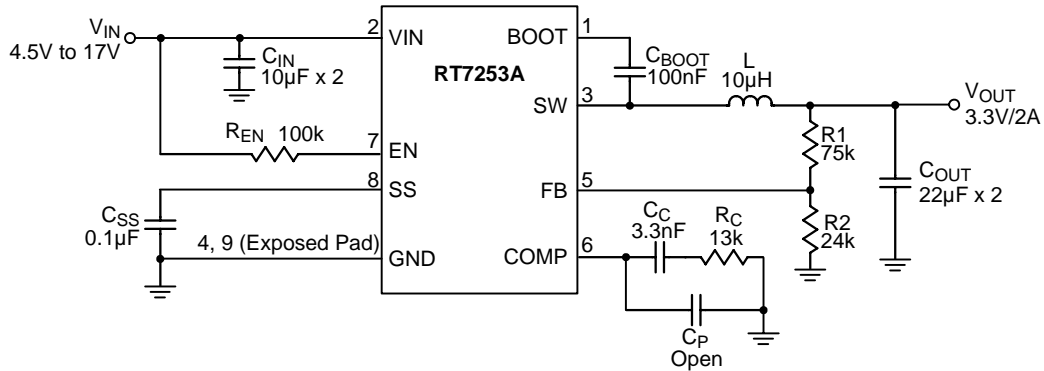 VIN
4.5V to 17V
CIN
10µF x 2
2
VIN
BOOT
1
RT7253A
CBOOT
100nF
L
10µH
SW
3
VOUT
3.3V/2A
REN 100k
7
EN
R1
75k
COUT
22µF x 2
8
SS
FB
5
CSS
0.1µF
R2
24k
4, 9 (Exposed Pad)
GND
COMP
6
CC
3.3nF
RC
13k
CP
Open